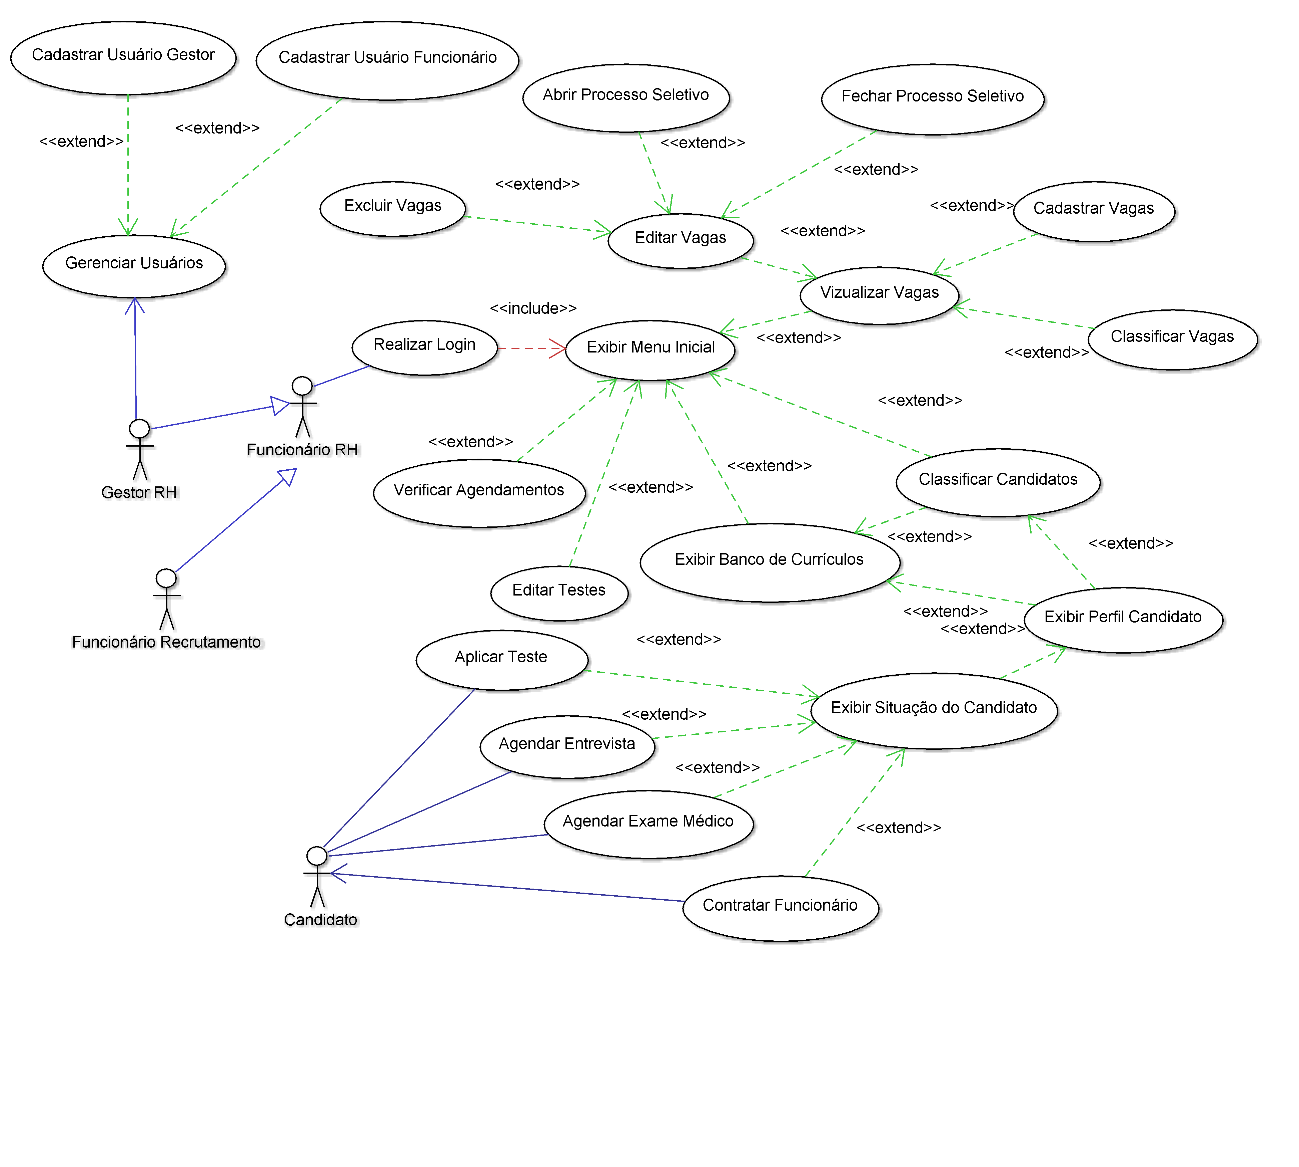 Cadastrar Usuário Gestor
Cadastrar Usuário Funcionário
Abrir Processo Seletivo
Fechar Processo Seletivo
<<extend>>
<<extend>>
<<extend>>
<<extend>>
<<extend>>
Excluir Vagas
<<extend>>
Cadastrar Vagas
Editar Vagas
<<extend>>
Gerenciar Usuários
Vizualizar Vagas
<<include>>
Realizar Login
Exibir Menu Inicial
<<extend>>
Classificar Vagas
<<extend>>
<<extend>>
Funcionário RH
<<extend>>
<<extend>>
Classificar Candidatos
Gestor RH
Verificar Agendamentos
<<extend>>
<<extend>>
<<extend>>
Exibir Banco de Currículos
Editar Testes
<<extend>>
Exibir Perfil Candidato
<<extend>>
Funcionário Recrutamento
<<extend>>
Aplicar Teste
Exibir Situação do Candidato
<<extend>>
Agendar Entrevista
<<extend>>
Agendar Exame Médico
<<extend>>
Contratar Funcionário
Candidato